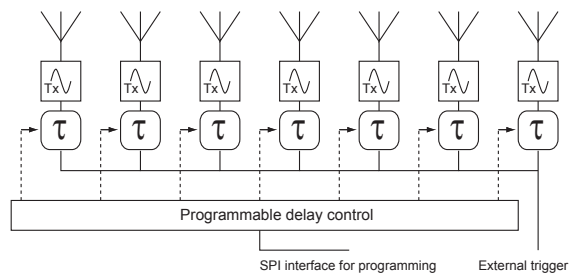 Tx Tx Tx Tx Tx Tx Tx
τ τ τ τ τ τ τ
Programmable delay control
SPI interface for programming External trigger